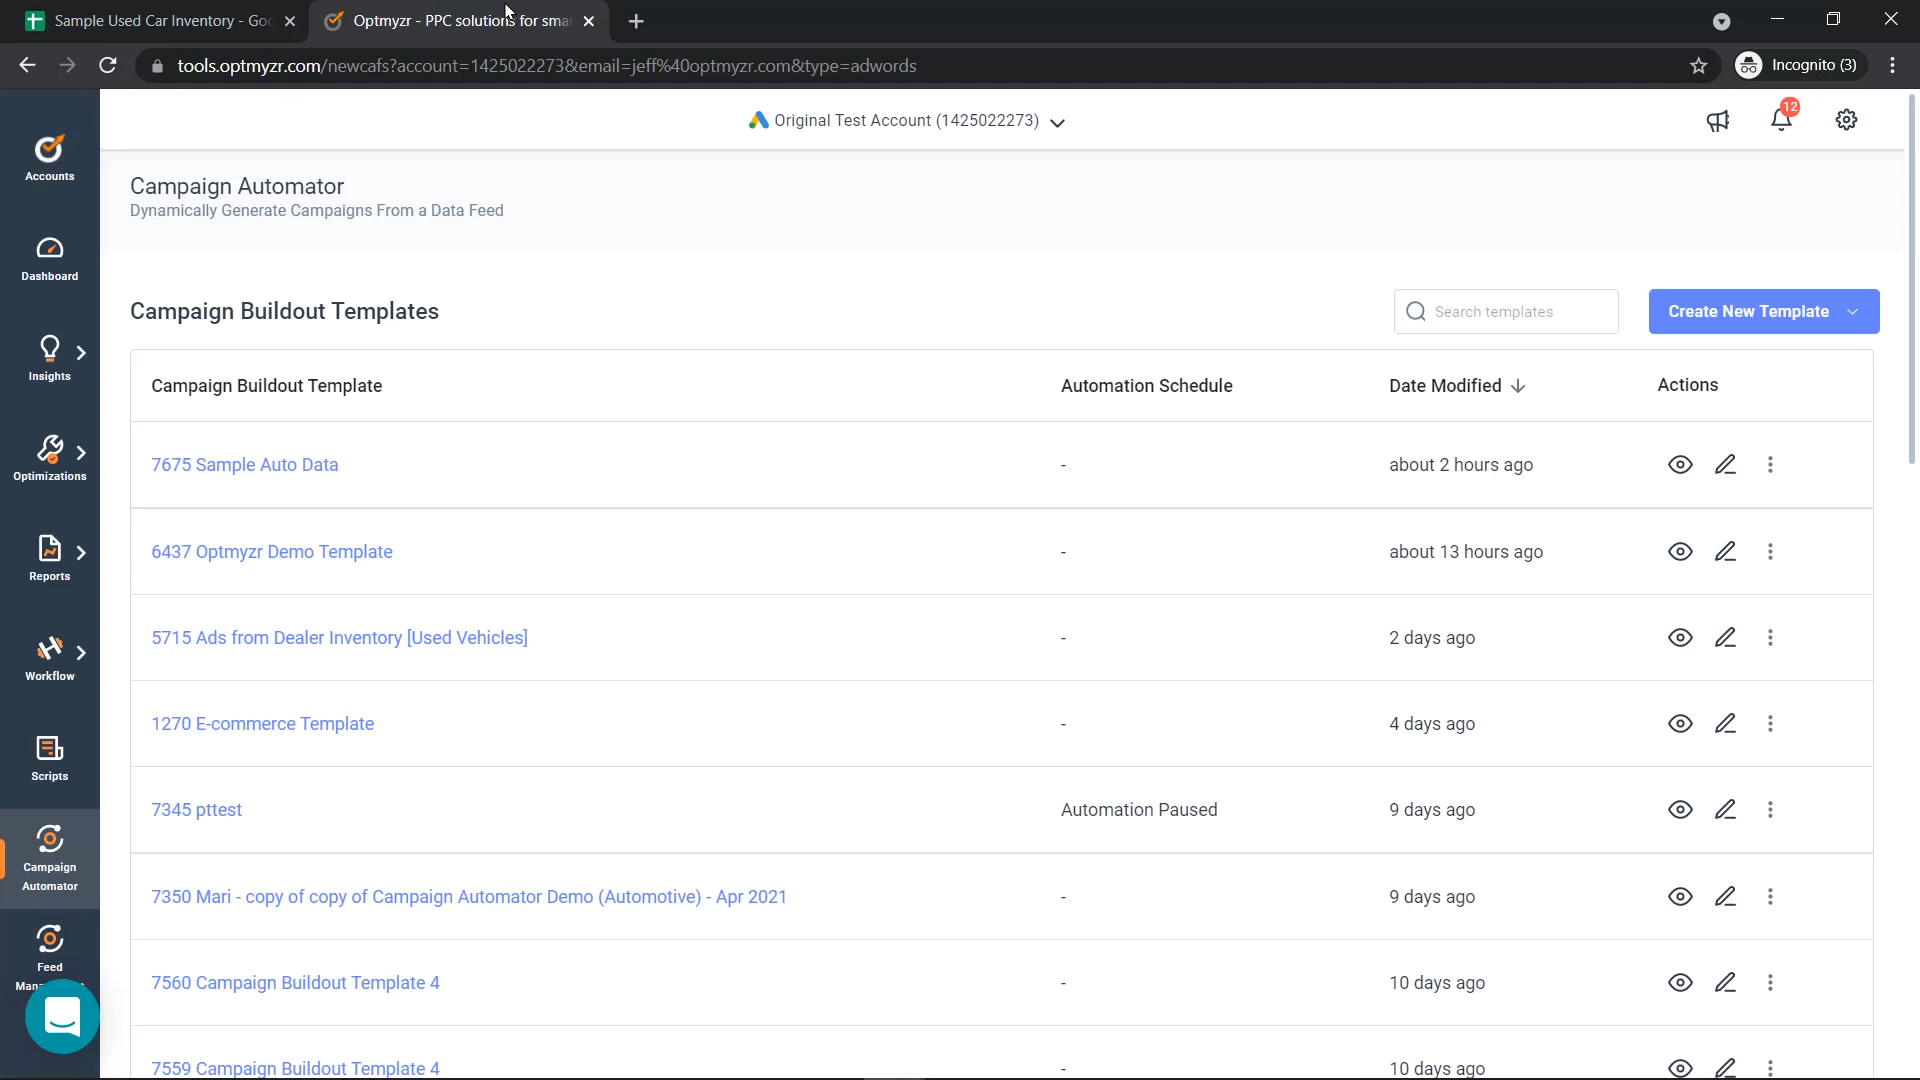 Sample Used Car Inventory - Goo
Optmyzr - PPC solutions for sma
tools.optmyzr.com/newcafs?account=1425022273&email=jeff%40optmyzr.com&type=adwords
Incognito (3)
Original Test Account (1425022273)
12
Accounts
Dashboard
Insights
Optimizations
Reports
Workflow
Scripts
Campaign
Automator
Feed
Campaign Automator
Dynamically Generate Campaigns From a Data Feed
Campaign Buildout Templates
Search templates
Create New Template
Campaign Buildout Template Automation Schedule Date Modified Actions
7675 Sample Auto Data - about 2 hours ago
6437 Optmyzr Demo Template - about 13 hours ago
5715 Ads from Dealer Inventory [Used Vehicles] - 2 days ago
1270 E-commerce Template - 4 days ago
7345 pttest Automation Paused 9 days ago
7350 Mari - copy of copy of Campaign Automator Demo (Automotive) - Apr 2021 - 9 days ago
7560 Campaign Buildout Template 4 - 10 days ago
7559 Campaign Buildout Template 4 - 10 days ago